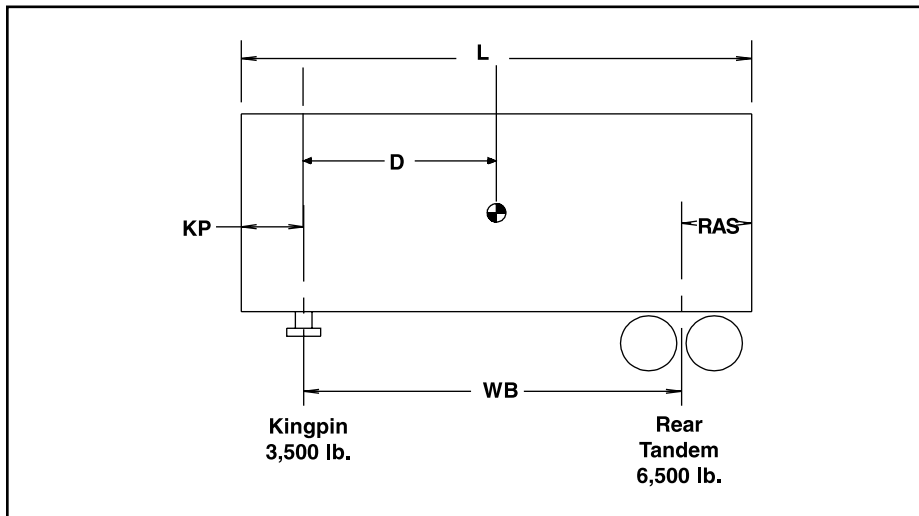 L
D
KP
RAS
WB
Kingpin
3,500 lb.
Rear
Tandem
6,500 lb.